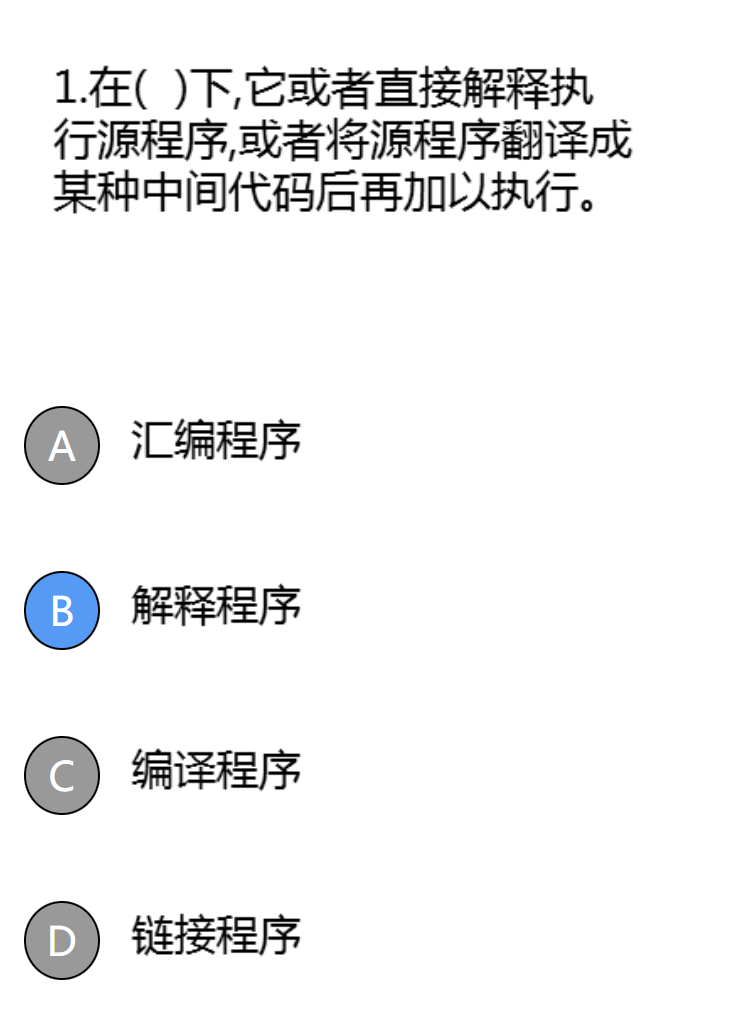 1.在(  )下,它或者直接解释执
行源程序,或者将源程序翻译成
某种中间代码后再加以执行。
A 汇编程序
B 解释程序
C 编译程序
D 链接程序